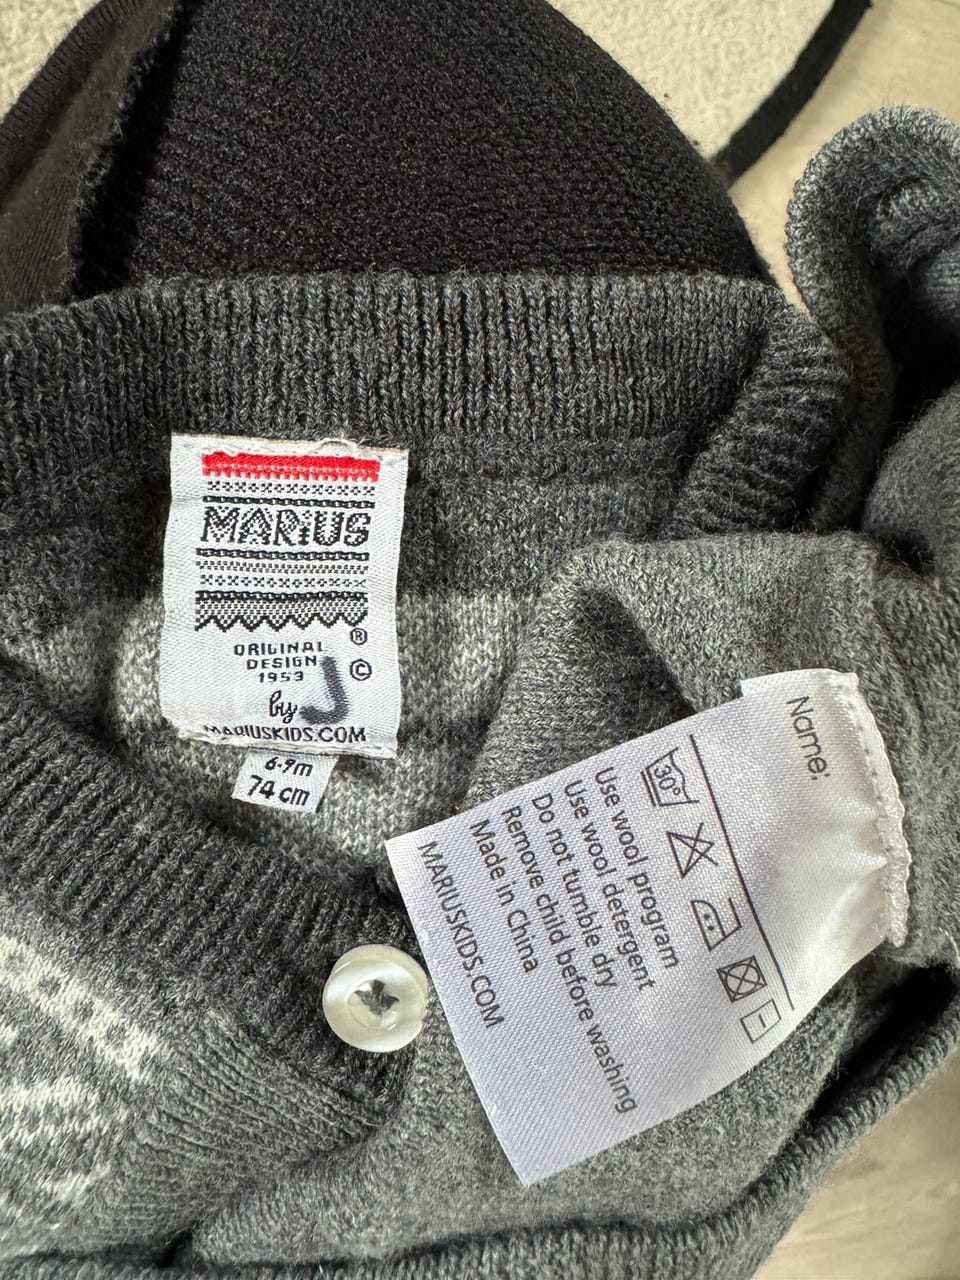 MARiUS
®
ORIGINAL
DESIGN
1953
©
by
MARIUSKIDS.COM
6-9m
74 cm
Name:
30°
Use wool program
Use wool detergent
Do not tumble dry
Remove child before washing
Made in China
MARIUSKIDS.COM